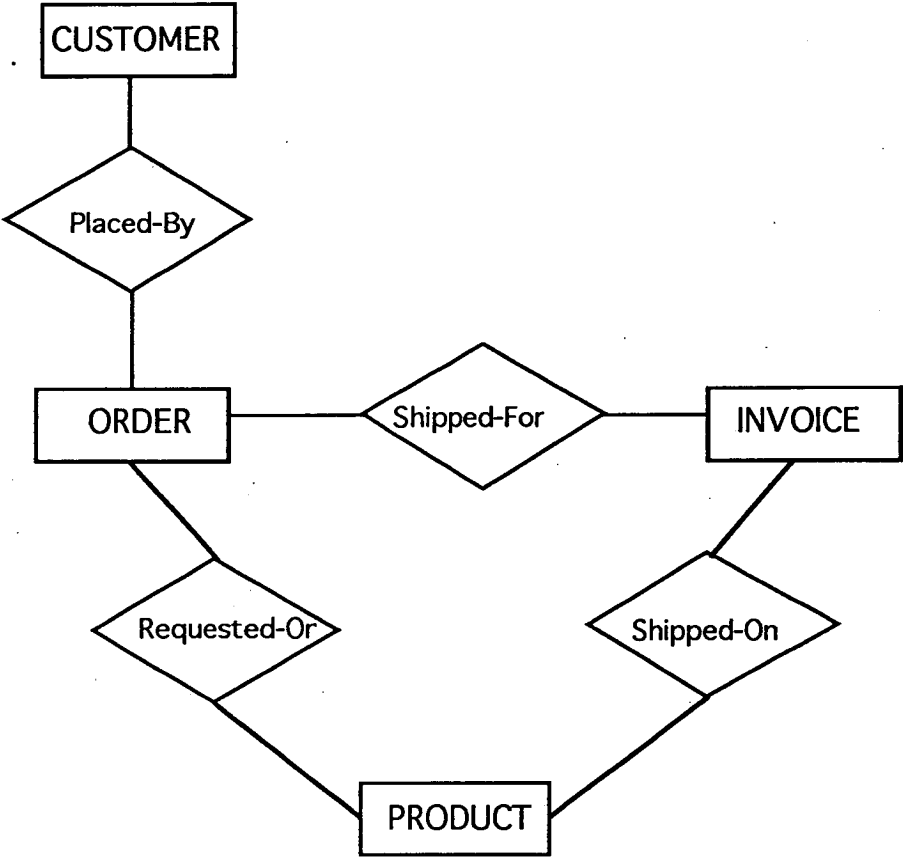 CUSTOMER
Placed-By
ORDER
Shipped-For
INVOICE
Requested-Or
Shipped-On
PRODUCT